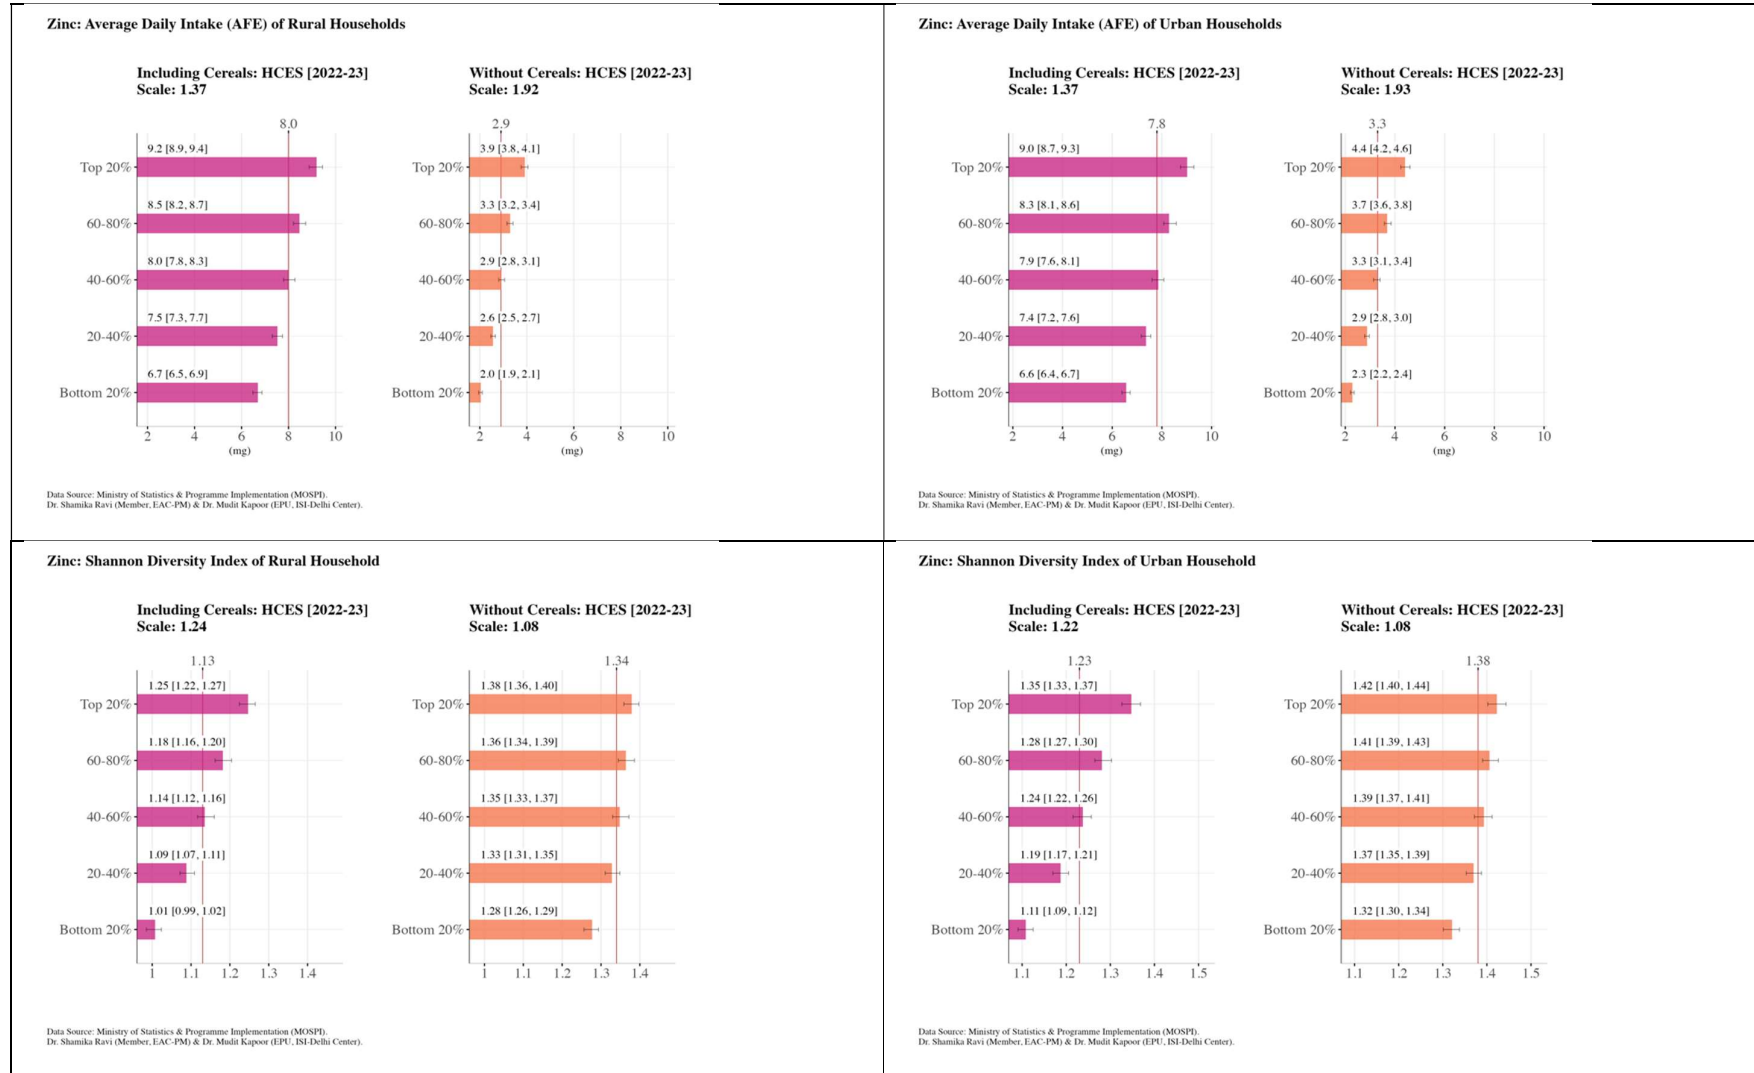 Zinc: Average Daily Intake (AFE) of Rural Households
Including Cereals: HCES [2022-23]
Scale: 1.37
8.0
Top 20%
9.2 [8.9, 9.4]
60-80%
8.5 [8.2, 8.7]
40-60%
8.0 [7.8, 8.3]
20-40%
7.5 [7.3, 7.7]
Bottom 20%
6.7 [6.5, 6.9]
2 4 6 8 10
(mg)
Without Cereals: HCES [2022-23]
Scale: 1.92
2.9
Top 20%
3.9 [3.8, 4.1]
60-80%
3.3 [3.2, 3.4]
40-60%
2.9 [2.8, 3.1]
20-40%
2.6 [2.5, 2.7]
Bottom 20%
2.0 [1.9, 2.1]
2 4 6 8 10
(mg)
Data Source: Ministry of Statistics & Programme Implementation (MOSPI).
Dr. Shamika Ravi (Member, EAC-PM) & Dr. Mudit Kapoor (EPU, ISI-Delhi Center).
Zinc: Average Daily Intake (AFE) of Urban Households
Including Cereals: HCES [2022-23]
Scale: 1.37
7.8
Top 20%
9.0 [8.7, 9.3]
60-80%
8.3 [8.1, 8.6]
40-60%
7.9 [7.6, 8.1]
20-40%
7.4 [7.2, 7.6]
Bottom 20%
6.6 [6.4, 6.7]
2 4 6 8 10
(mg)
Without Cereals: HCES [2022-23]
Scale: 1.93
3.3
Top 20%
4.4 [4.2, 4.6]
60-80%
3.7 [3.6, 3.8]
40-60%
3.3 [3.1, 3.4]
20-40%
2.9 [2.8, 3.0]
Bottom 20%
2.3 [2.2, 2.4]
2 4 6 8 10
(mg)
Data Source: Ministry of Statistics & Programme Implementation (MOSPI).
Dr. Shamika Ravi (Member, EAC-PM) & Dr. Mudit Kapoor (EPU, ISI-Delhi Center).
Zinc: Shannon Diversity Index of Rural Household
Including Cereals: HCES [2022-23]
Scale: 1.24
1.13
Top 20%
1.25 [1.22, 1.27]
60-80%
1.18 [1.16, 1.20]
40-60%
1.14 [1.12, 1.16]
20-40%
1.09 [1.07, 1.11]
Bottom 20%
1.01 [0.99, 1.02]
1 1.1 1.2 1.3 1.4
Without Cereals: HCES [2022-23]
Scale: 1.08
1.34
Top 20%
1.38 [1.36, 1.40]
60-80%
1.36 [1.34, 1.39]
40-60%
1.35 [1.33, 1.37]
20-40%
1.33 [1.31, 1.35]
Bottom 20%
1.28 [1.26, 1.29]
1 1.1 1.2 1.3 1.4
Data Source: Ministry of Statistics & Programme Implementation (MOSPI).
Dr. Shamika Ravi (Member, EAC-PM) & Dr. Mudit Kapoor (EPU, ISI-Delhi Center).
Zinc: Shannon Diversity Index of Urban Household
Including Cereals: HCES [2022-23]
Scale: 1.22
1.23
Top 20%
1.35 [1.33, 1.37]
60-80%
1.28 [1.27, 1.30]
40-60%
1.24 [1.22, 1.26]
20-40%
1.19 [1.17, 1.21]
Bottom 20%
1.11 [1.09, 1.12]
1.1 1.2 1.3 1.4 1.5
Without Cereals: HCES [2022-23]
Scale: 1.08
1.38
Top 20%
1.42 [1.40, 1.44]
60-80%
1.41 [1.39, 1.43]
40-60%
1.39 [1.37, 1.41]
20-40%
1.37 [1.35, 1.39]
Bottom 20%
1.32 [1.30, 1.34]
1.1 1.2 1.3 1.4 1.5
Data Source: Ministry of Statistics & Programme Implementation (MOSPI).
Dr. Shamika Ravi (Member, EAC-PM) & Dr. Mudit Kapoor (EPU, ISI-Delhi Center).